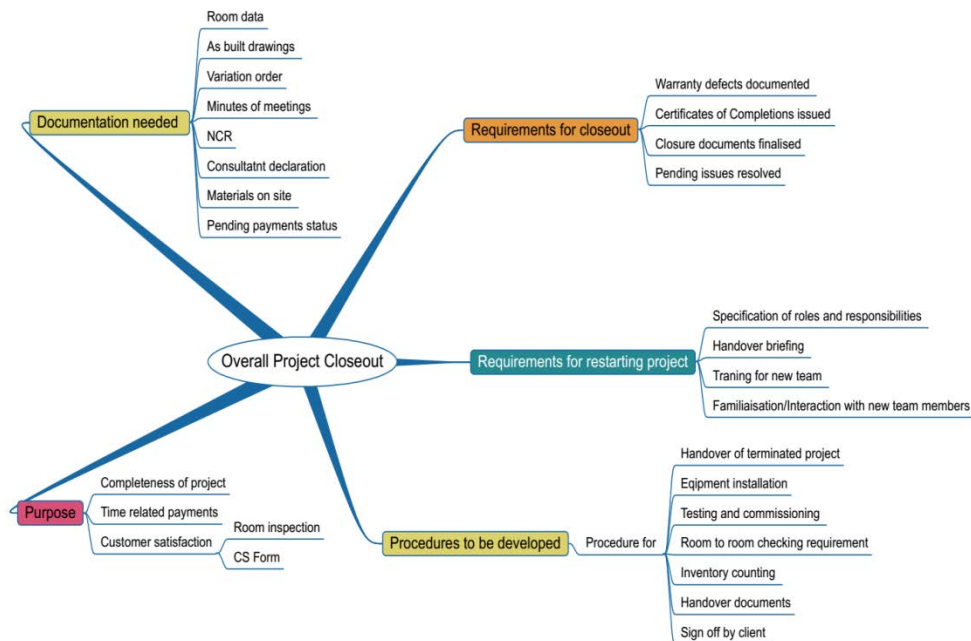 Overall Project Closeout
Documentation needed
Room data
As built drawings
Variation order
Minutes of meetings
NCR
Consultatnt declaration
Materials on site
Pending payments status
Requirements for closeout
Warranty defects documented
Certificates of Completions issued
Closure documents finalised
Pending issues resolved
Requirements for restarting project
Specification of roles and responsibilities
Handover briefing
Traning for new team
Familiaisation/Interaction with new team members
Purpose
Completeness of project
Time related payments
Customer satisfaction
Room inspection
CS Form
Procedures to be developed
Procedure for
Handover of terminated project
Eqipment installation
Testing and commissioning
Room to room checking requirement
Inventory counting
Handover documents
Sign off by client